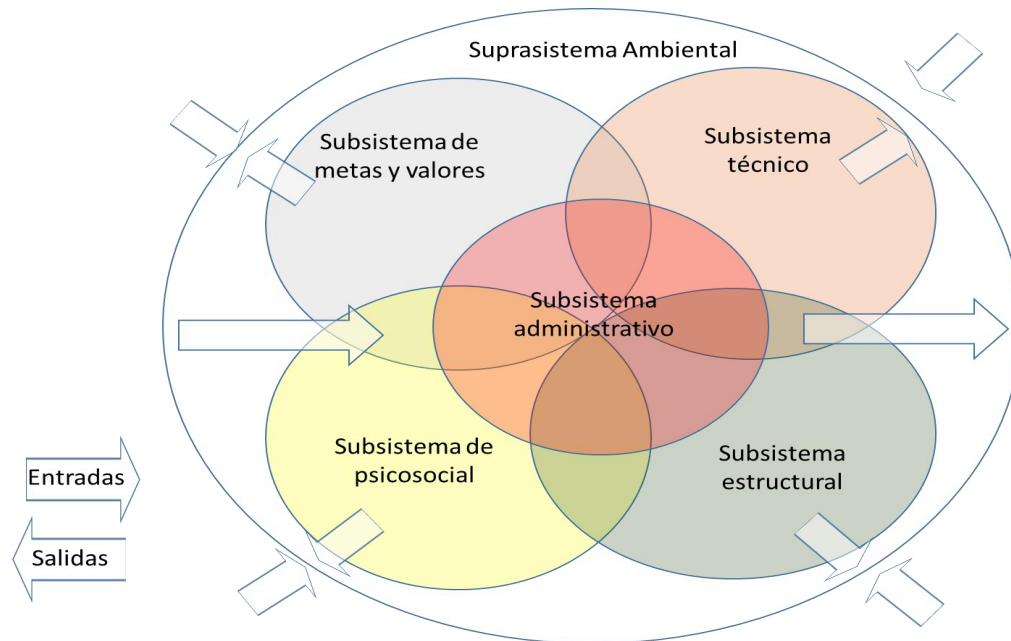 Suprasistema Ambiental
Subsistema de
metas y valores
Subsistema
técnico
Subsistema
administrativo
Subsistema de
psicosocial
Subsistema
estructural
Entradas
Salidas